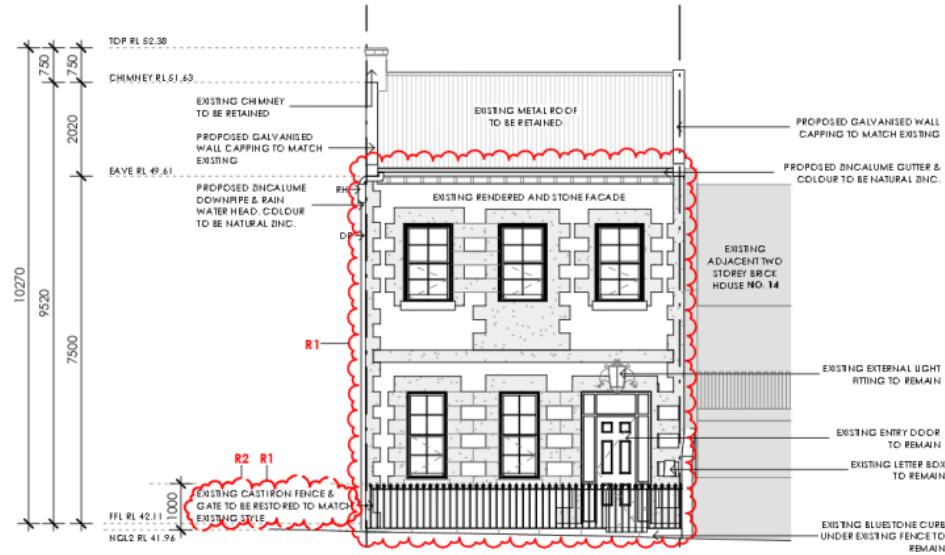 TOP RL 52.38
750
750
CHIMNEY RL 51.63
EXISTING CHIMNEY
TO BE RETAINED
EXISTING METAL ROOF
TO BE RETAINED
PROPOSED GALVANISED WALL
CAPPING TO MATCH EXISTING
2020
PROPOSED GALVANISED
WALL CAPPING TO MATCH
EXISTING
EAVE RL 49.61
PROPOSED ZINCALUME GUTTER &
COLOUR TO BE NATURAL ZINC.
PROPOSED ZINCALUME
DOWNPIPE & RAIN
WATER HEAD. COLOUR
TO BE NATURAL ZINC.
RH
DP
EXISTING RENDERED AND STONE FACADE
EXISTING
ADJACENT TWO
STOREY BRICK
HOUSE NO. 14
10270
9520
7500
R1
EXISTING EXTERNAL LIGHT
FITTING TO REMAIN
EXISTING ENTRY DOOR
TO REMAIN
EXISTING LETTER BOX
TO REMAIN
R2 R1
1000
EXISTING CAST IRON FENCE &
GATE TO BE RESTORED TO MATCH
EXISTING STYLE
FFL RL 42.11
NGL2 RL 41.96
EXISTING BLUESTONE CURB
UNDER EXISTING FENCE TO
REMAIN